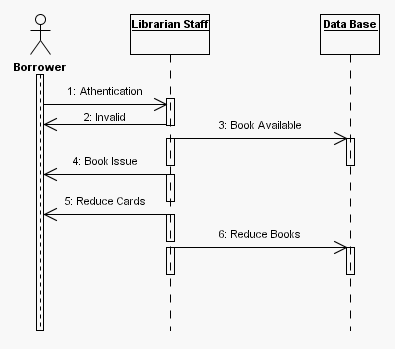 Librarian Staff
Data Base
Borrower
1: Athentication
2: Invalid
3: Book Available
4: Book Issue
5: Reduce Cards
6: Reduce Books